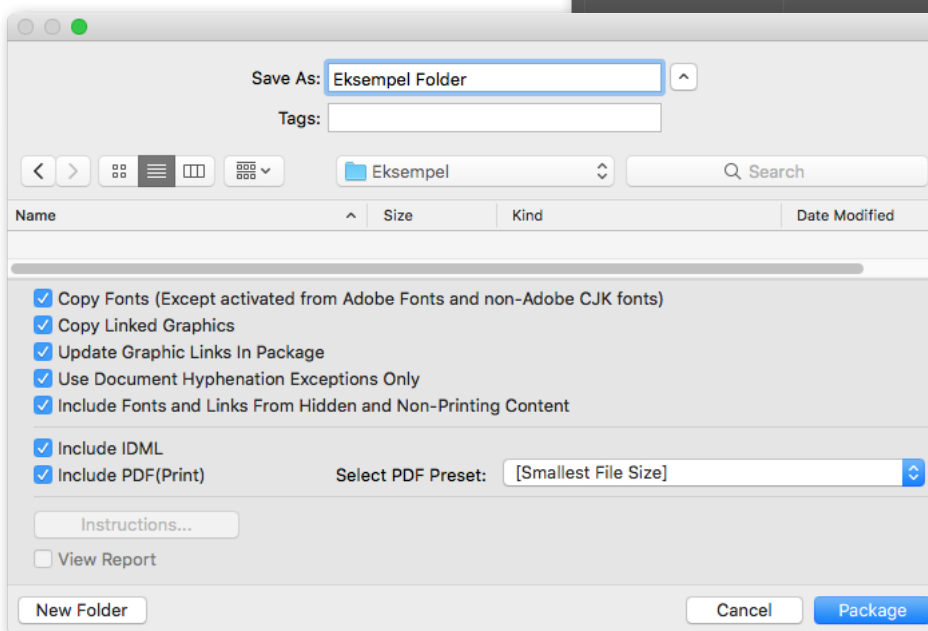 Save As: Eksempel Folder
Tags:
Eksempel Search
Name Size Kind Date Modified
Copy Fonts (Except activated from Adobe Fonts and non-Adobe CJK fonts)
Copy Linked Graphics
Update Graphic Links In Package
Use Document Hyphenation Exceptions Only
Include Fonts and Links From Hidden and Non-Printing Content
Include IDML
Include PDF(Print) Select PDF Preset: [Smallest File Size]
Instructions...
View Report
New Folder Cancel Package